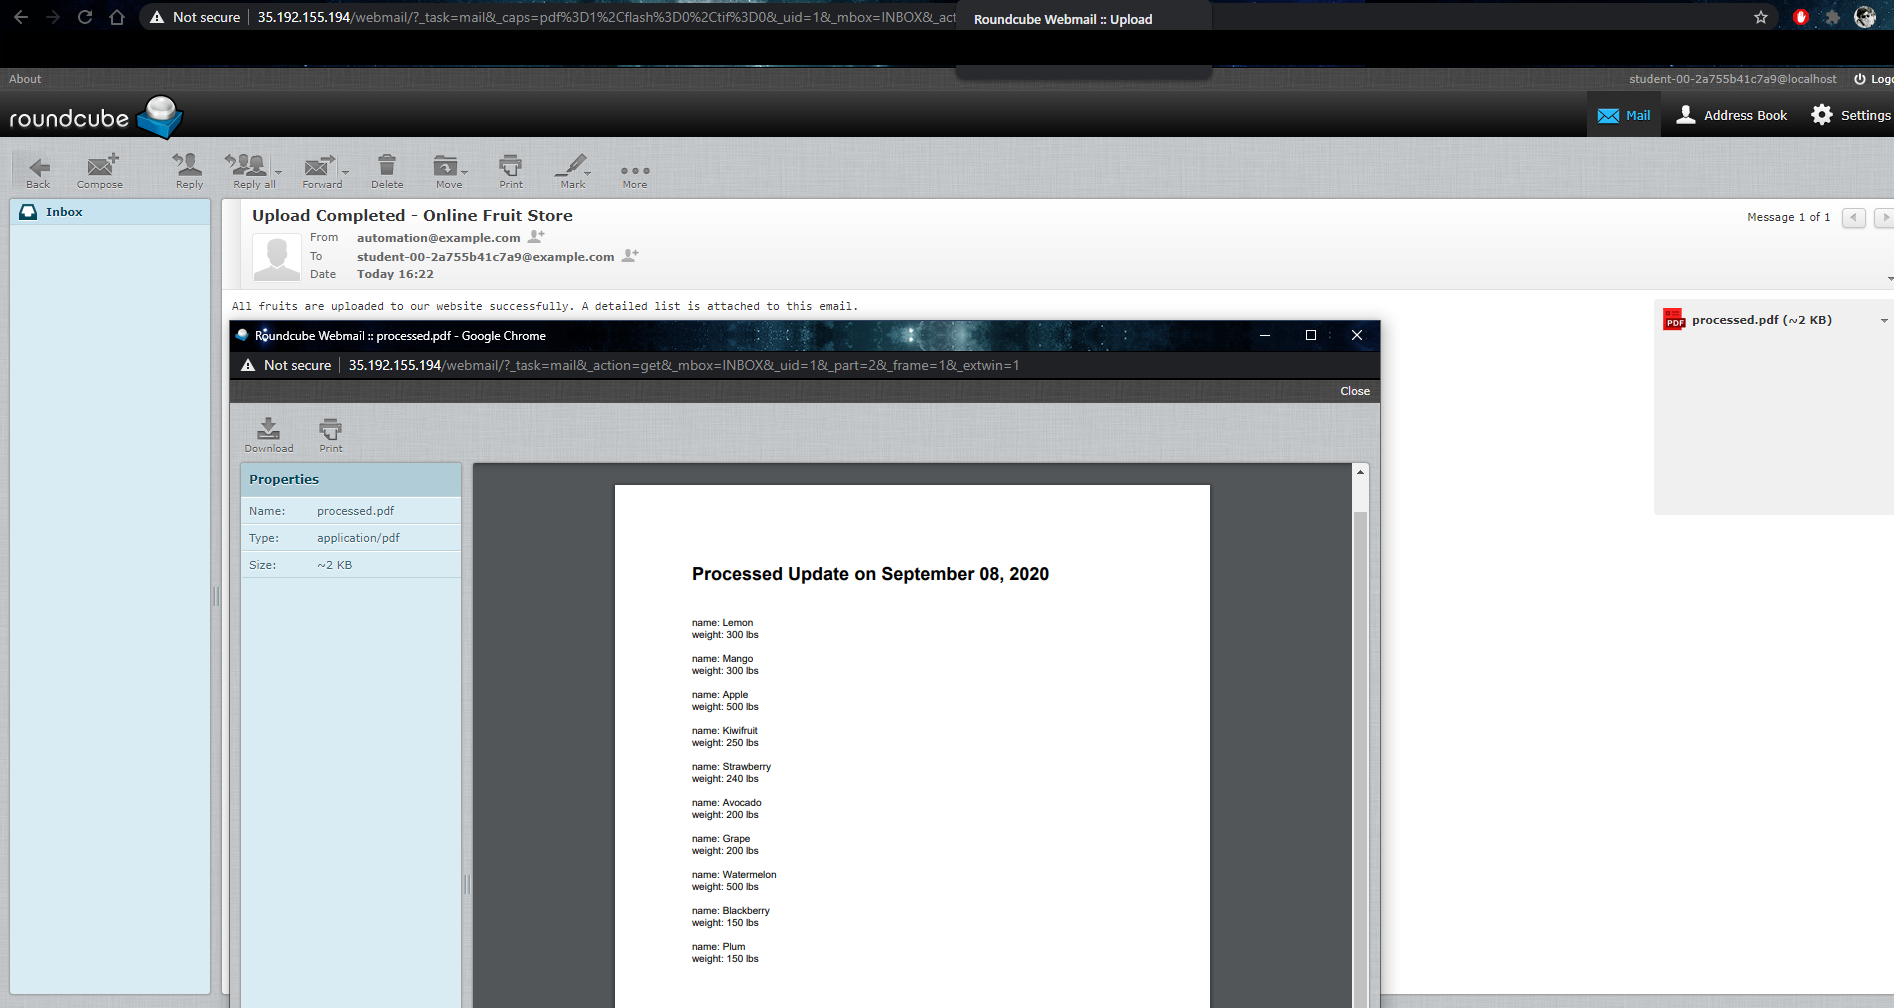 Not secure
35.192.155.194/webmail/?_task=mail&_caps=pdf%3D1%2Cflash%3D0%2Ctif%3D0&_uid=1&_mbox=INBOX&_act
Roundcube Webmail :: Upload
About
student-00-2a755b41c7a9@localhost
Logo
roundcube
Mail
Address Book
Settings
Back
Compose
Reply
Reply all
Forward
Delete
Move
Print
Mark
More
Inbox
Upload Completed - Online Fruit Store
Message 1 of 1
From automation@example.com
To student-00-2a755b41c7a9@example.com
Date Today 16:22
All fruits are uploaded to our website successfully. A detailed list is attached to this email.
PDF
processed.pdf (~2 KB)
Roundcube Webmail :: processed.pdf - Google Chrome
Not secure
35.192.155.194/webmail/?_task=mail&_action=get&_mbox=INBOX&_uid=1&_part=2&_frame=1&_extwin=1
Close
Download
Print
Properties
Name: processed.pdf
Type: application/pdf
Size: ~2 KB
Processed Update on September 08, 2020
name: Lemon
weight: 300 lbs
name: Mango
weight: 300 lbs
name: Apple
weight: 500 lbs
name: Kiwifruit
weight: 250 lbs
name: Strawberry
weight: 240 lbs
name: Avocado
weight: 200 lbs
name: Grape
weight: 200 lbs
name: Watermelon
weight: 500 lbs
name: Blackberry
weight: 150 lbs
name: Plum
weight: 150 lbs